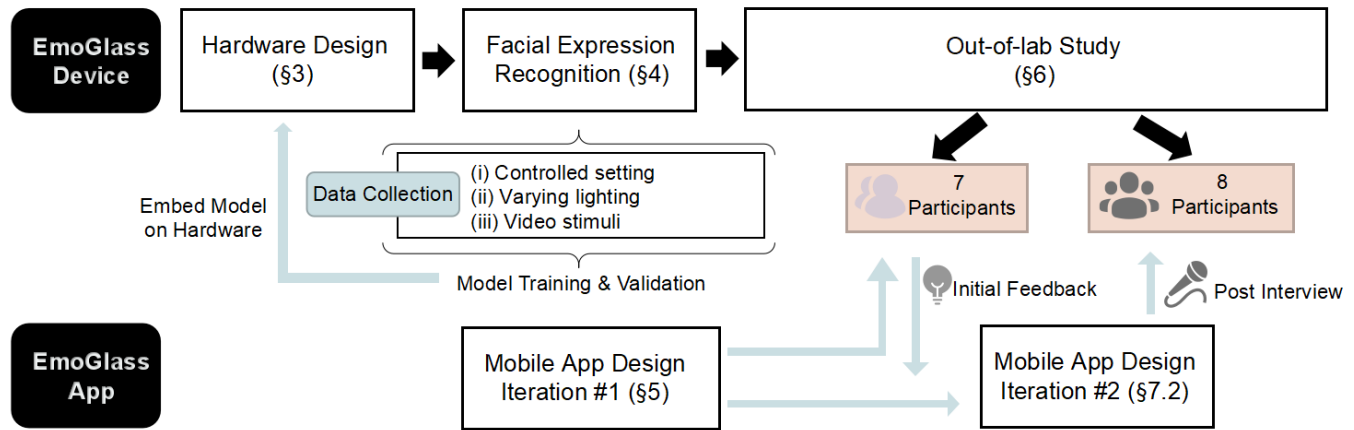 EmoGlass
Device
Hardware Design
(§3)
Facial Expression
Recognition (§4)
Out-of-lab Study
(§6)
Data Collection
(i) Controlled setting
(ii) Varying lighting
(iii) Video stimuli
7
Participants
8
Participants
Embed Model
on Hardware
Model Training & Validation
Initial Feedback
Post Interview
EmoGlass
App
Mobile App Design
Iteration #1 (§5)
Mobile App Design
Iteration #2 (§7.2)